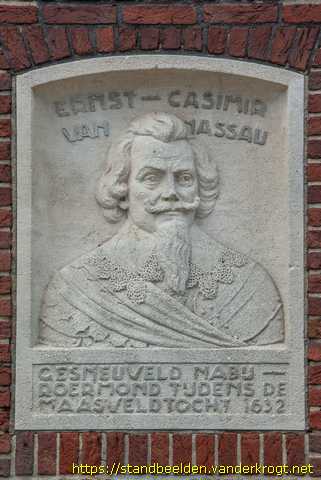 ERNST — CASIMIR
VAN NASSAU
GESNEUVELD NABIJ —
ROERMOND TIJDENS DE
MAASVELDTOCHT 1632
https://standbeelden.vanderkrogt.net